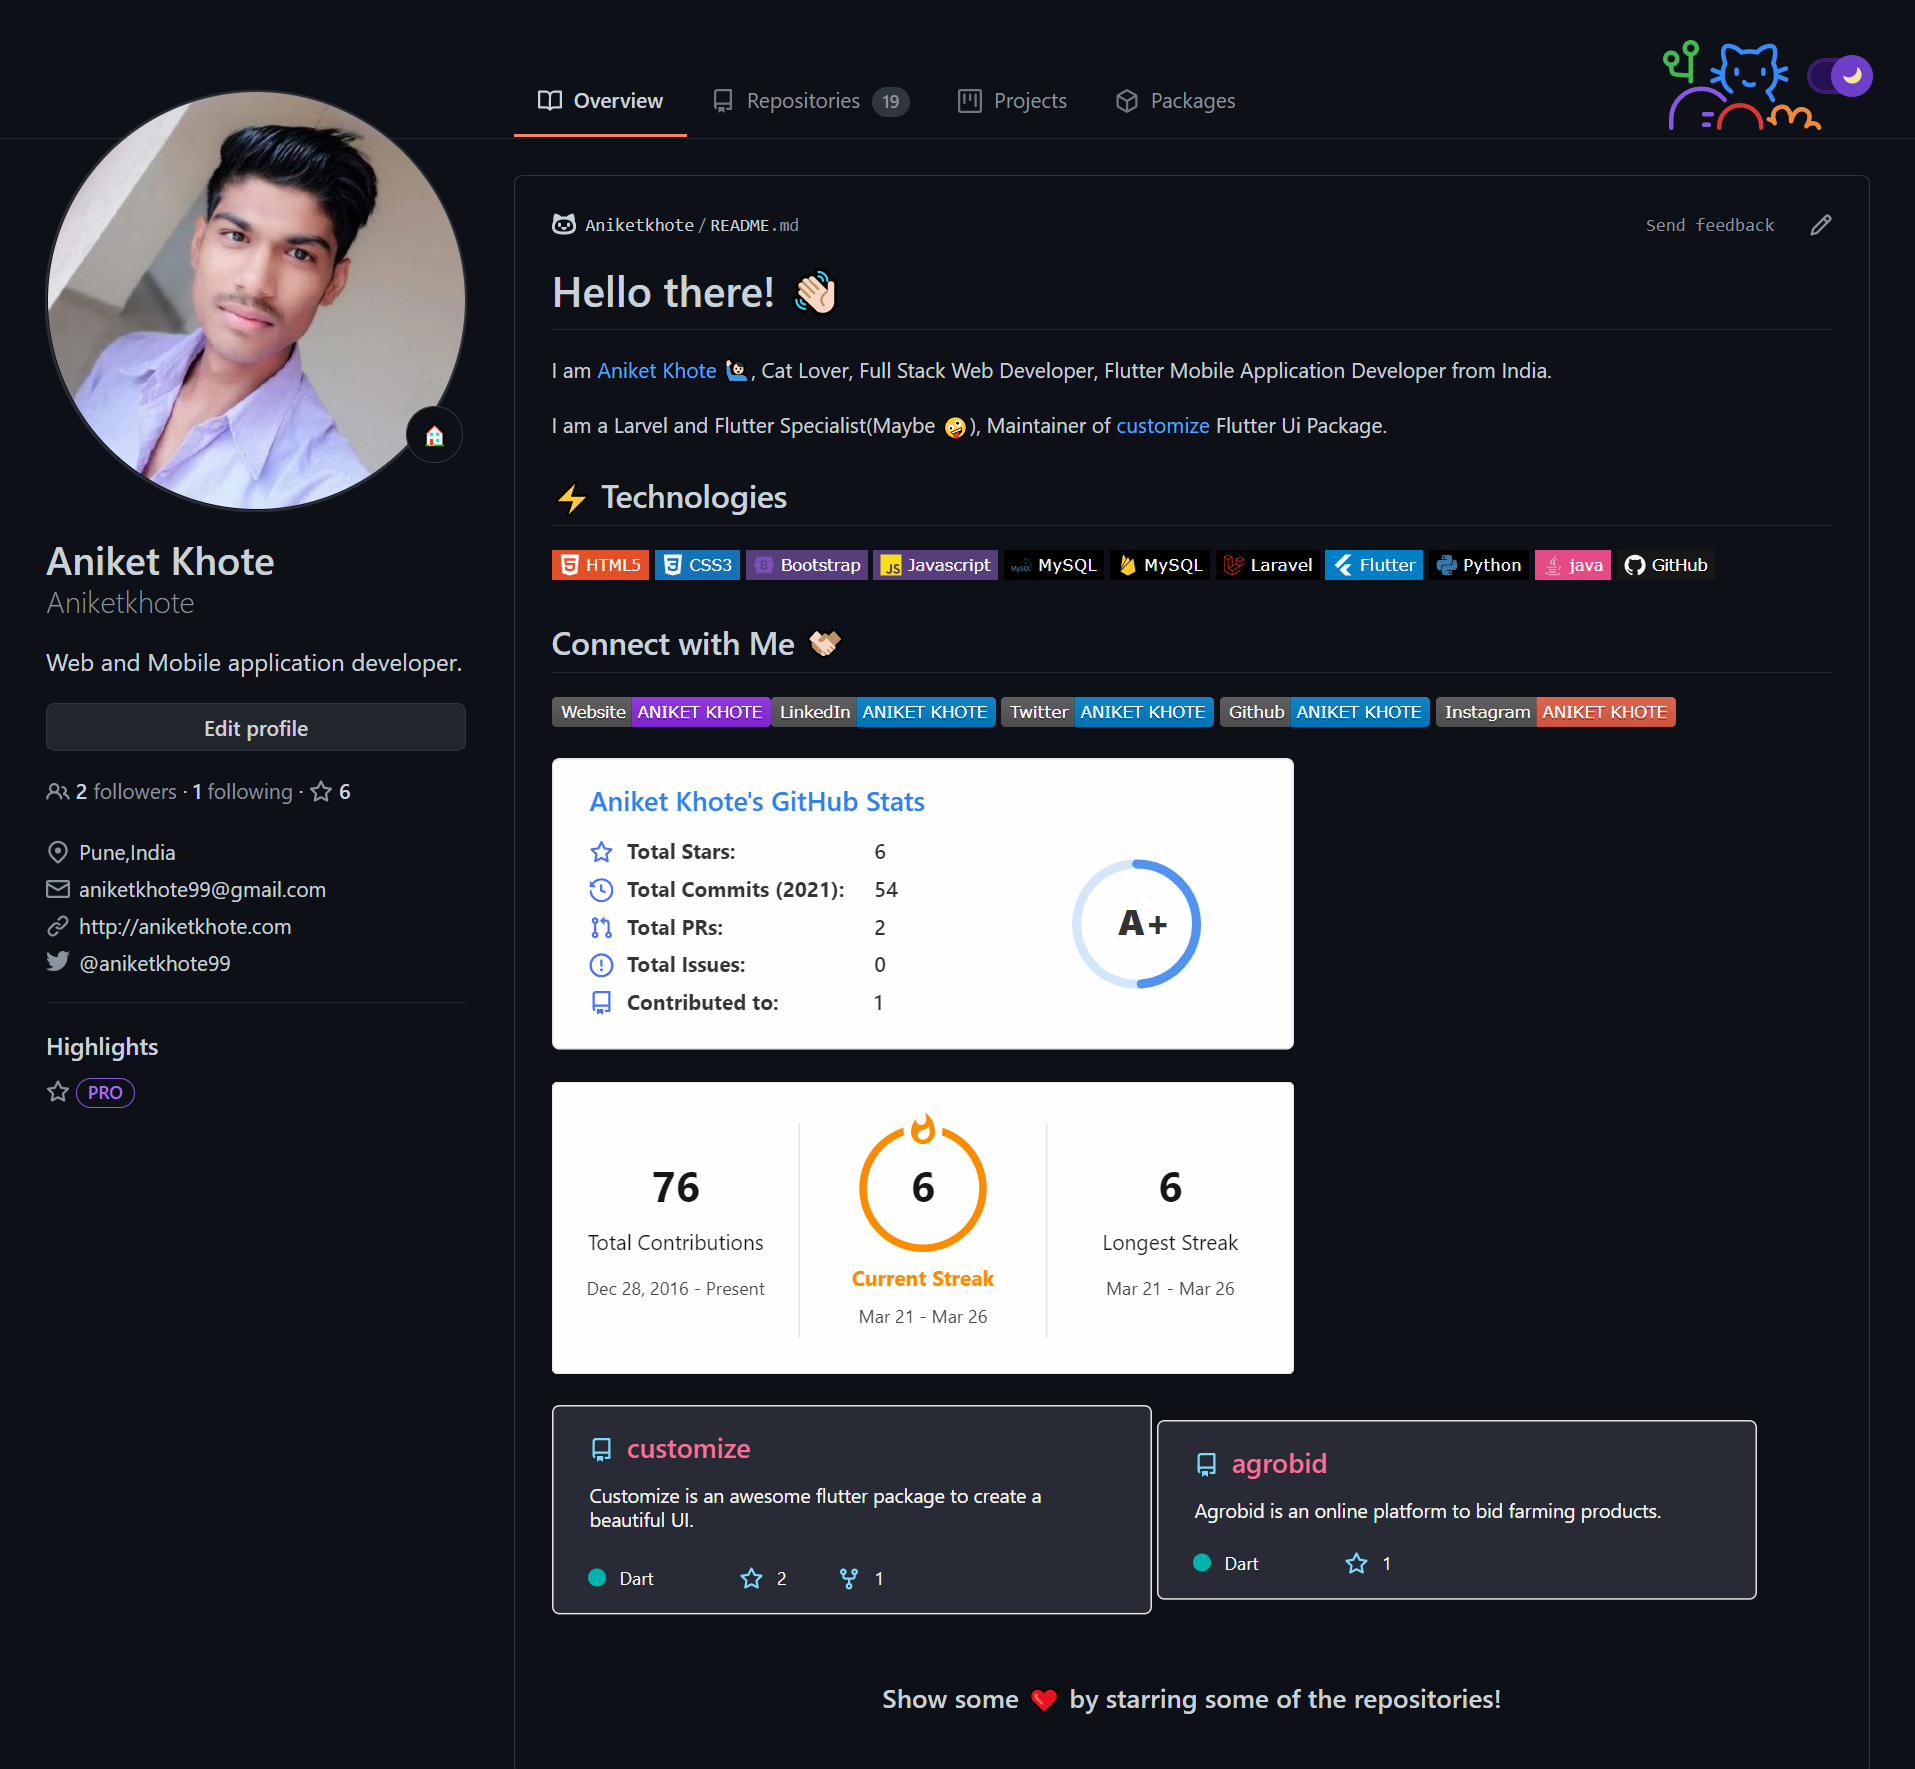 Overview Repositories 19 Projects Packages
Aniketkhote/README.md Send feedback
Hello there! 👋🏻
I am Aniket Khote 🙋🏻‍♂️, Cat Lover, Full Stack Web Developer, Flutter Mobile Application Developer from India.
I am a Larvel and Flutter Specialist(Maybe 🤪), Maintainer of customize Flutter Ui Package.
⚡ Technologies
HTML5 CSS3 Bootstrap JS Javascript MySQL MySQL MySQL Laravel Flutter Python java GitHub
Connect with Me 🤝🏻
Website ANIKET KHOTE LinkedIn ANIKET KHOTE Twitter ANIKET KHOTE Github ANIKET KHOTE Instagram ANIKET KHOTE
Aniket Khote's GitHub Stats
Total Stars: 6
Total Commits (2021): 54
Total PRs: 2
Total Issues: 0
Contributed to: 1
A+
76
Total Contributions
Dec 28, 2016 - Present
6
Current Streak
Mar 21 - Mar 26
6
Longest Streak
Mar 21 - Mar 26
customize
Customize is an awesome flutter package to create a
beautiful UI.
Dart 2 1
agrobid
Agrobid is an online platform to bid farming products.
Dart 1
Show some ❤️ by starring some of the repositories!
Aniket Khote
Aniketkhote
Web and Mobile application developer.
Edit profile
2 followers · 1 following · 6
Pune,India
aniketkhote99@gmail.com
http://aniketkhote.com
@aniketkhote99
Highlights
PRO